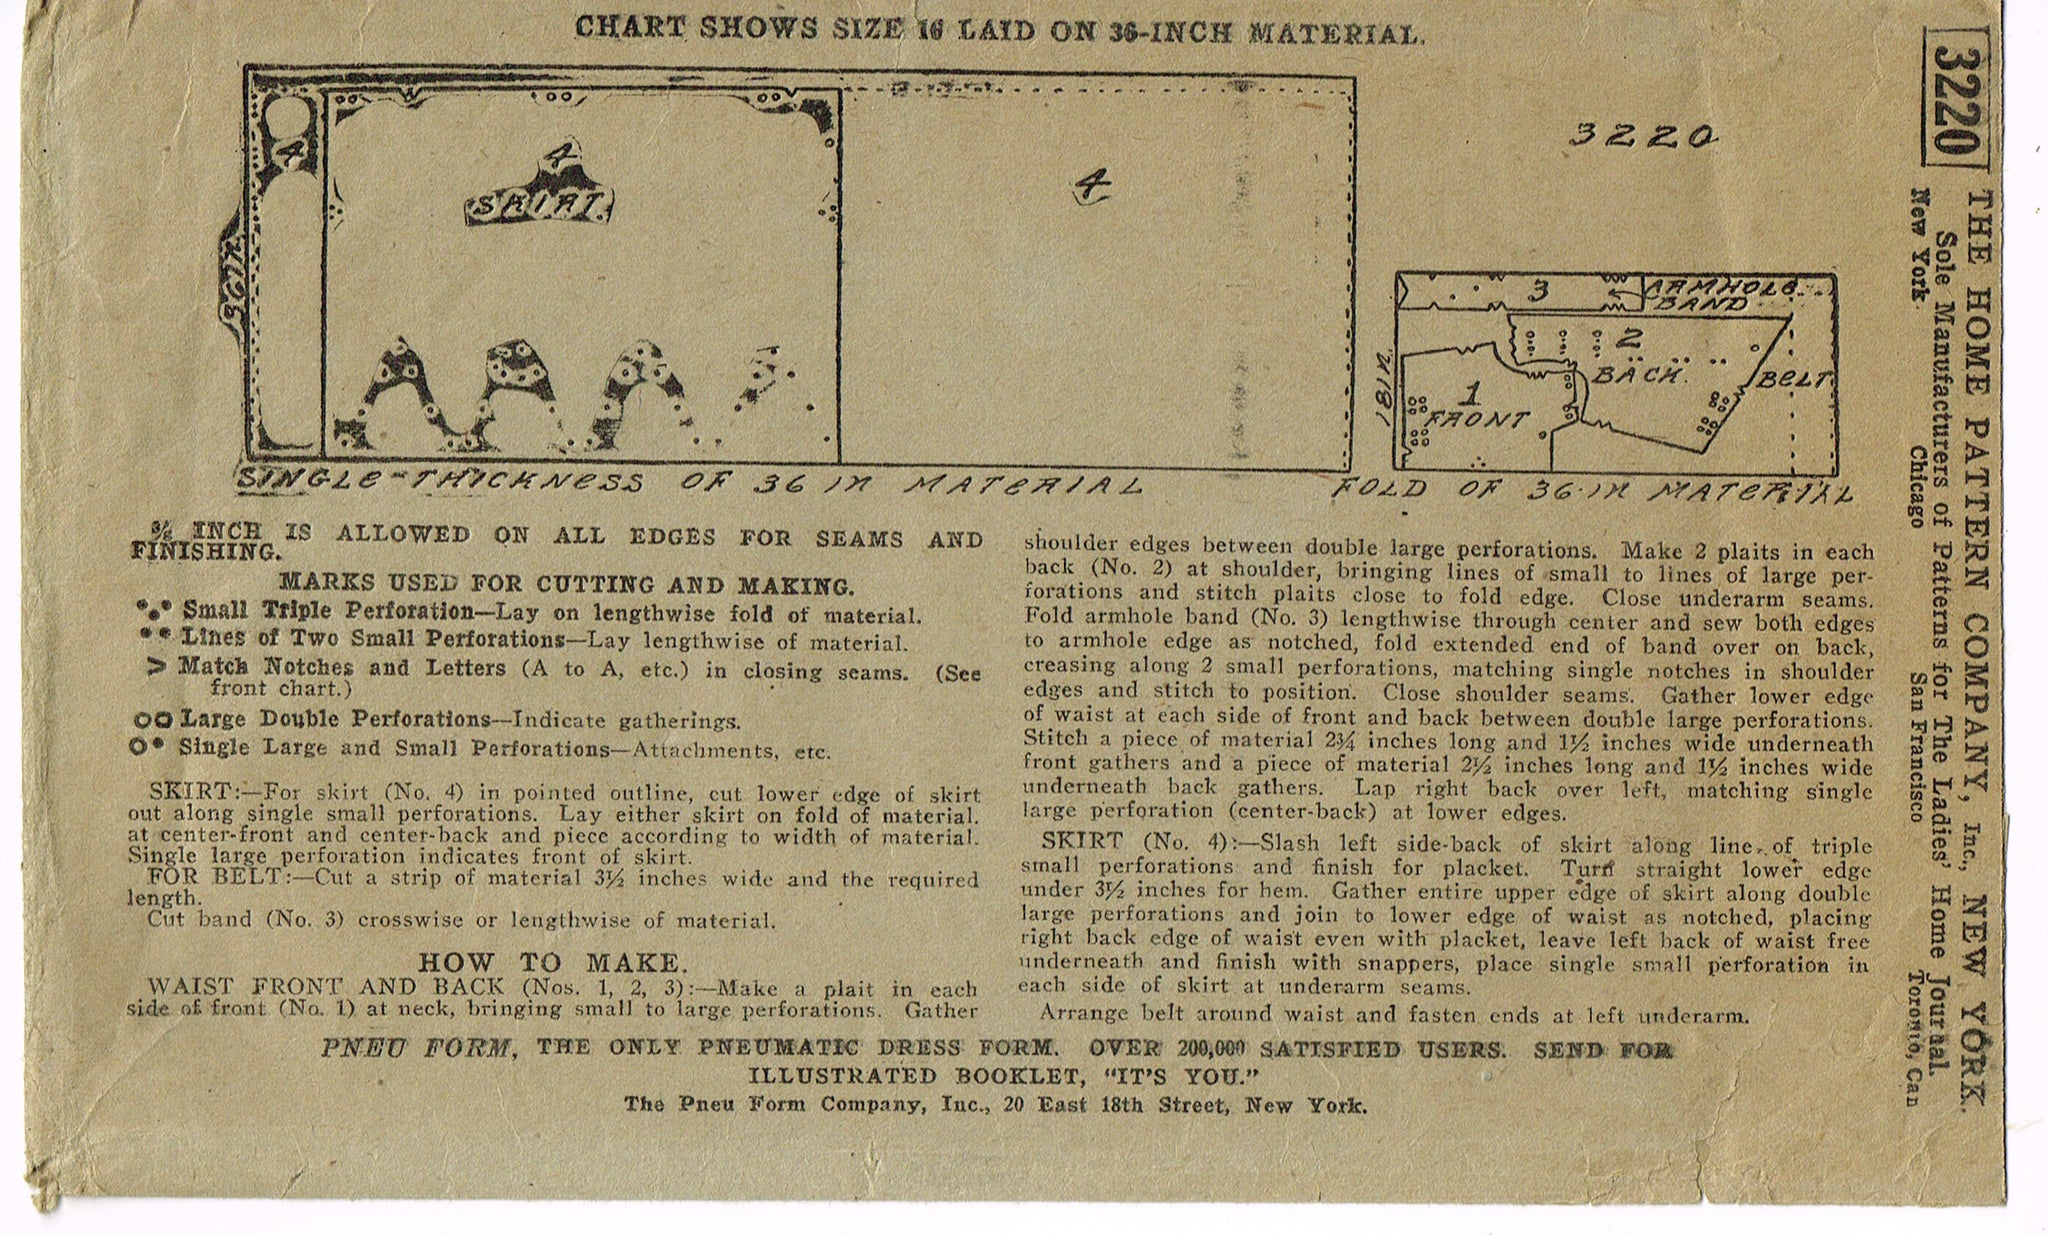 CHART SHOWS SIZE 16 LAID ON 36-INCH MATERIAL.
4
4
SKIRT
4
36IN
3220
3
ARMHOLE
BAND
2
BACK
BELT
1
FRONT
18IN
SINGLE-THICKNESS OF 36 IN MATERIAL
FOLD OF 36-IN MATERIAL
3/8 INCH IS ALLOWED ON ALL EDGES FOR SEAMS AND
FINISHING.
MARKS USED FOR CUTTING AND MAKING.
Small Triple Perforation—Lay on lengthwise fold of material.
Lines of Two Small Perforations—Lay lengthwise of material.
> Match Notches and Letters (A to A, etc.) in closing seams. (See
front chart.)
Large Double Perforations—Indicate gatherings.
Single Large and Small Perforations—Attachments, etc.
SKIRT:—For skirt (No. 4) in pointed outline, cut lower edge of skirt
out along single small perforations. Lay either skirt on fold of material.
at center-front and center-back and piece according to width of material.
Single large perforation indicates front of skirt.
FOR BELT:—Cut a strip of material 3½ inches wide and the required
length.
Cut band (No. 3) crosswise or lengthwise of material.
HOW TO MAKE.
WAIST FRONT AND BACK (Nos. 1, 2, 3):—Make a plait in each
side of front (No. 1) at neck, bringing small to large perforations. Gather
shoulder edges between double large perforations. Make 2 plaits in each
back (No. 2) at shoulder, bringing lines of small to lines of large per-
forations and stitch plaits close to fold edge. Close underarm seams.
Fold armhole band (No. 3) lengthwise through center and sew both edges
to armhole edge as notched, fold extended end of band over on back,
creasing along 2 small perforations, matching single notches in shoulder
edges and stitch to position. Close shoulder seams. Gather lower edge
of waist at each side of front and back between double large perforations.
Stitch a piece of material 2¾ inches long and 1½ inches wide underneath
front gathers and a piece of material 2½ inches long and 1½ inches wide
underneath back gathers. Lap right back over left, matching single
large perforation (center-back) at lower edges.
SKIRT (No. 4):—Slash left side-back of skirt along line of triple
small perforations and finish for placket. Turn straight lower edge
under 3½ inches for hem. Gather entire upper edge of skirt along double
large perforations and join to lower edge of waist as notched, placing
right back edge of waist even with placket, leave left back of waist free
underneath and finish with snappers, place single small perforation in
each side of skirt at underarm seams.
Arrange belt around waist and fasten ends at left underarm.
PNEU FORM, THE ONLY PNEUMATIC DRESS FORM. OVER 200,000 SATISFIED USERS. SEND FOR
ILLUSTRATED BOOKLET, "IT'S YOU."
The Pneu Form Company, Inc., 20 East 18th Street, New York.
3220
THE HOME PATTERN COMPANY, Inc., NEW YORK.
Sole Manufacturers of Patterns for The Ladies' Home Journal.
New York Chicago San Francisco Toronto, Can